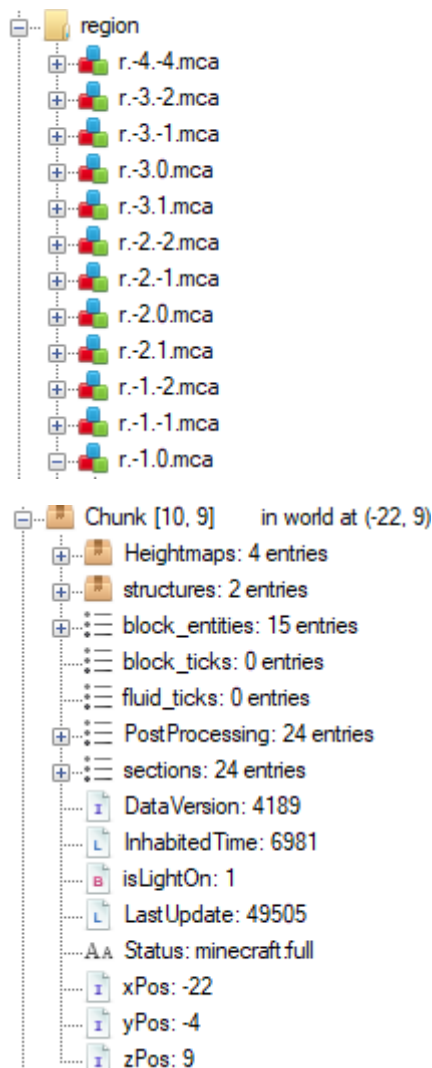 region
r.-4.-4.mca
r.-3.-2.mca
r.-3.-1.mca
r.-3.0.mca
r.-3.1.mca
r.-2.-2.mca
r.-2.-1.mca
r.-2.0.mca
r.-2.1.mca
r.-1.-2.mca
r.-1.-1.mca
r.-1.0.mca
Chunk [10, 9] in world at (-22, 9)
Heightmaps: 4 entries
structures: 2 entries
block_entities: 15 entries
block_ticks: 0 entries
fluid_ticks: 0 entries
PostProcessing: 24 entries
sections: 24 entries
I DataVersion: 4189
L InhabitedTime: 6981
B isLightOn: 1
L LastUpdate: 49505
AA Status: minecraft:full
I xPos: -22
I yPos: -4
I zPos: 9